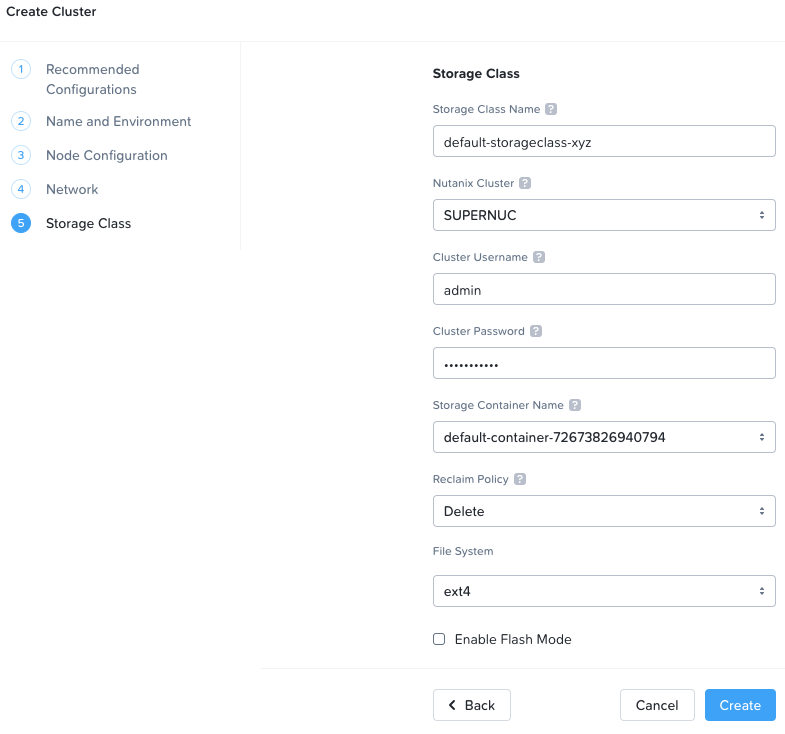 Create Cluster
1 Recommended
Configurations
2 Name and Environment
3 Node Configuration
4 Network
5 Storage Class
Storage Class
Storage Class Name ?
default-storageclass-xyz
Nutanix Cluster ?
SUPERNUC
Cluster Username ?
admin
Cluster Password ?
•••••••••••
Storage Container Name ?
default-container-72673826940794
Reclaim Policy ?
Delete
File System
ext4
Enable Flash Mode
Back Cancel Create